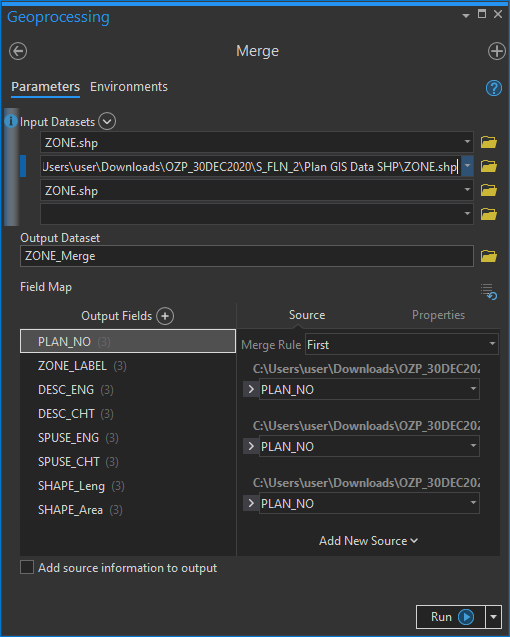 Geoprocessing
Merge
Parameters Environments
Input Datasets
ZONE.shp
Users\user\Downloads\OZP_30DEC2020\S_FLN_2\Plan GIS Data SHP\ZONE.shp
ZONE.shp
Output Dataset
ZONE_Merge
Field Map
Output Fields
Source Properties
PLAN_NO (3)
ZONE_LABEL (3)
DESC_ENG (3)
DESC_CHT (3)
SPUSE_ENG (3)
SPUSE_CHT (3)
SHAPE_Leng (3)
SHAPE_Area (3)
Merge Rule First
C:\Users\user\Downloads\OZP_30DEC202
PLAN_NO
C:\Users\user\Downloads\OZP_30DEC202
PLAN_NO
C:\Users\user\Downloads\OZP_30DEC202
PLAN_NO
Add New Source
Add source information to output
Run